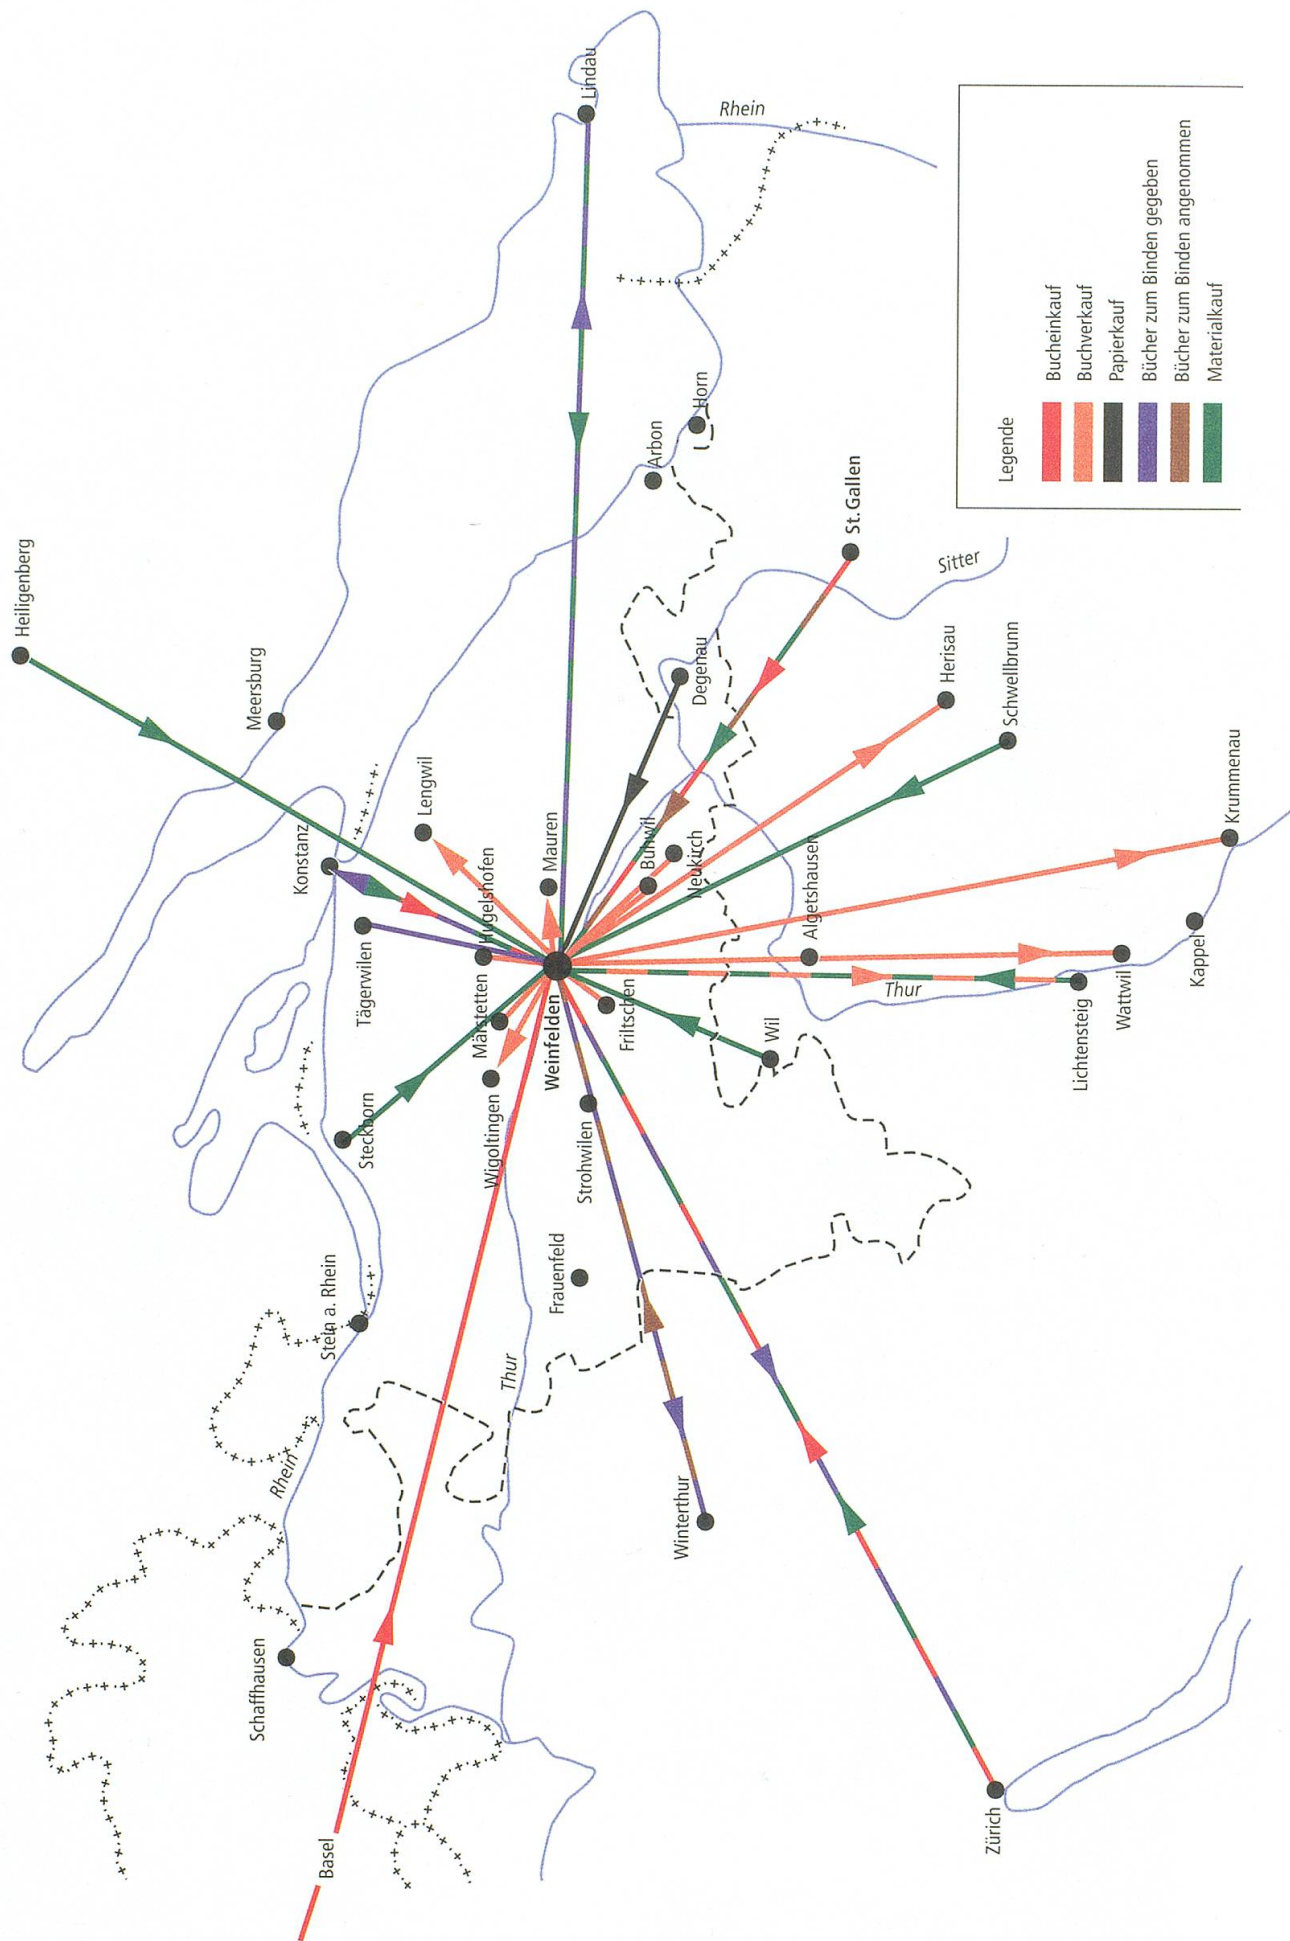 Basel
Schaffhausen
Rhein
Stein a. Rhein
Steckborn
Tägerwilen
Konstanz
Meersburg
Heiligenberg
Lengwil
Hugelshofen
Mauren
Märstetten
Wigoltingen
Weinfelden
Thur
Frauenfeld
Strohwilen
Friltschen
Winterthur
Zürich
Wil
Buhwil
Neukirch
Algetshausen
Thur
Lichtensteig
Wattwil
Kappel
Krummenau
Schwellbrunn
Herisau
Degenau
Sitter
St. Gallen
Arbon
Horn
Lindau
Rhein
Legende
Bucheinkauf
Buchverkauf
Papierkauf
Bücher zum Binden gegeben
Bücher zum Binden angenommen
Materialkauf